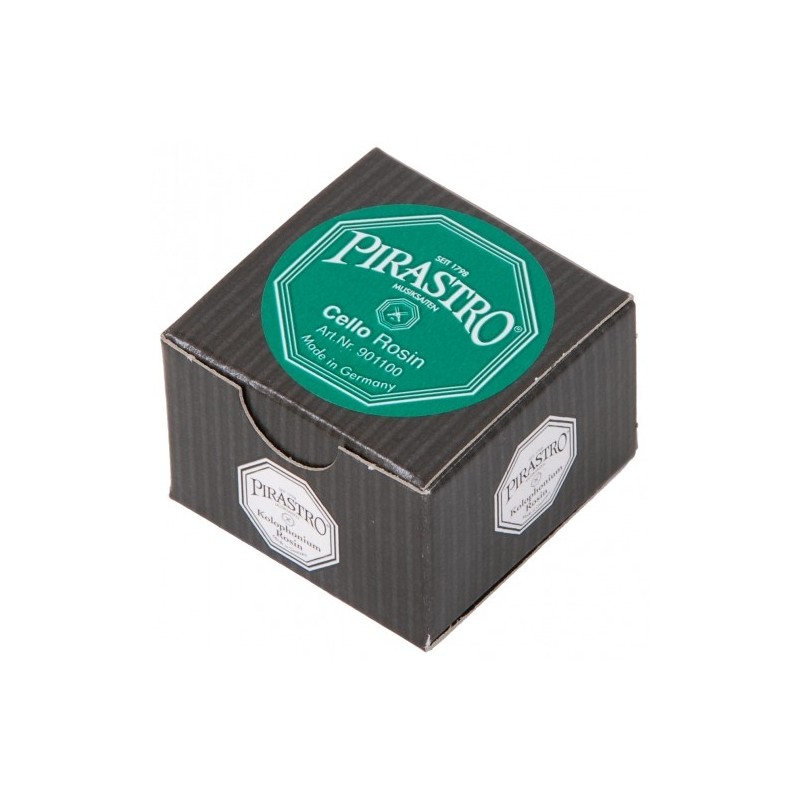 SEIT 1798
PIRASTRO®
MUSIKSAITEN
Cello Rosin
Art.Nr. 901100
Made in Germany
PIRASTRO
Kolophonium
Rosin
PIRASTRO
Kolophonium
Rosin